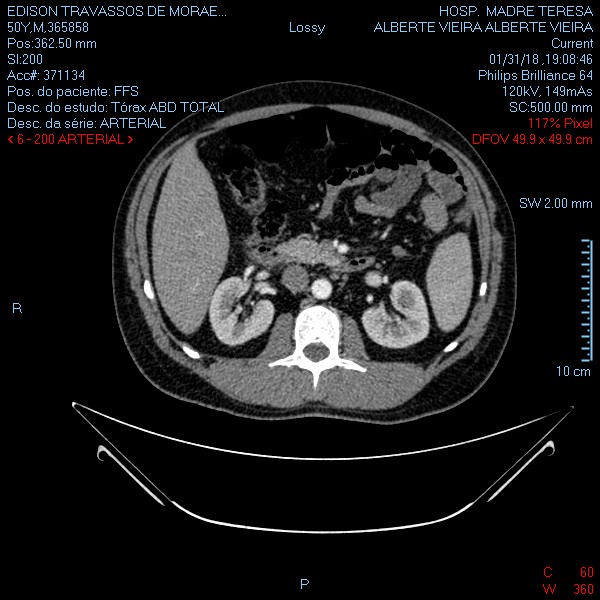 EDISON TRAVASSOS DE MORAE...
50Y,M,365858
Pos:362.50 mm
Sl:200
Acc#: 371134
Pos. do paciente: FFS
Desc. do estudo: Tórax ABD TOTAL
Desc. da série: ARTERIAL
< 6 - 200 ARTERIAL >
Lossy
HOSP. MADRE TERESA
ALBERTE VIEIRA ALBERTE VIEIRA
Current
01/31/18 ,19:08:46
Philips Brilliance 64
120kV, 149mAs
SC:500.00 mm
117% Pixel
DFOV 49.9 x 49.9 cm
SW 2.00 mm
R
10 cm
P
C 60
W 360